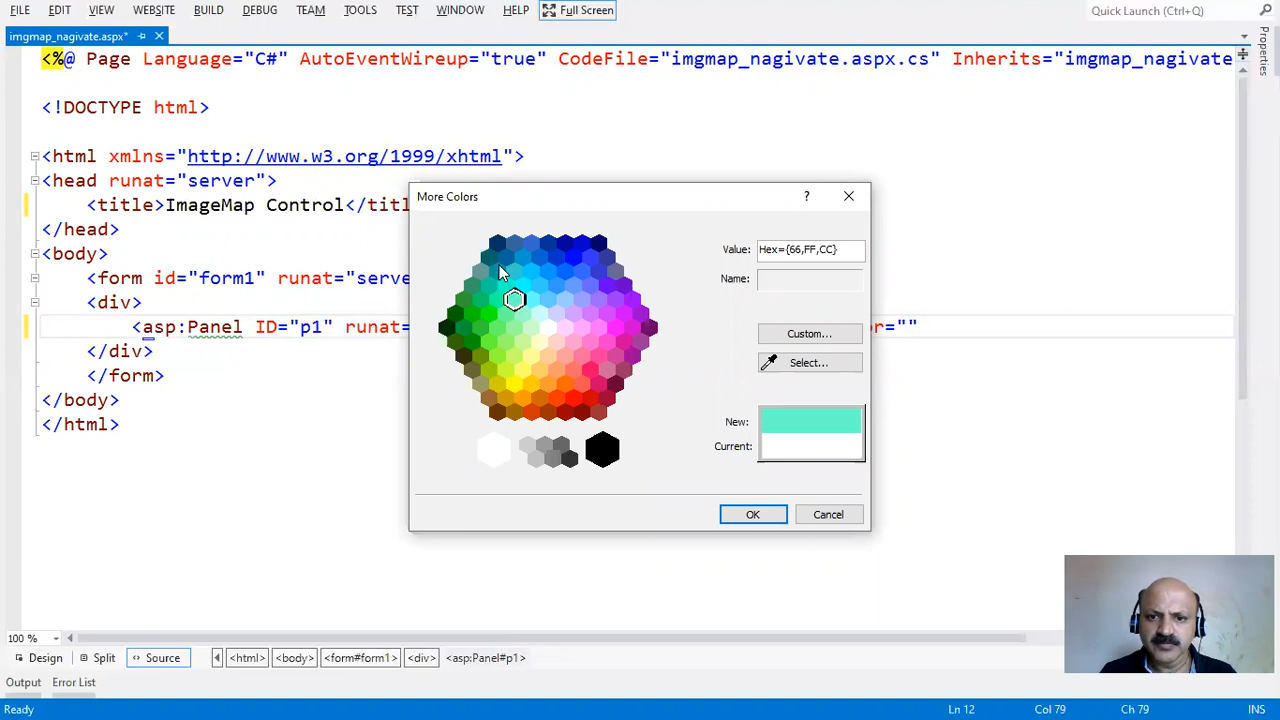 FILE EDIT VIEW WEBSITE BUILD DEBUG TEAM TOOLS TEST WINDOW HELP Full Screen Quick Launch (Ctrl+Q)
imgmap_nagivate.aspx*
Properties
<%@ Page Language="C#" AutoEventWireup="true" CodeFile="imgmap_nagivate.aspx.cs" Inherits="imgmap_nagivate
<!DOCTYPE html>
<html xmlns="http://www.w3.org/1999/xhtml">
<head runat="server">
<title>ImageMap Control</titl
</head>
<body>
<form id="form1" runat="server
<div>
<asp:Panel ID="p1" runat= or=""
</div>
</form>
</body>
</html>
More Colors
?
Value: Hex={66,FF,CC}
Name:
Custom...
Select...
New:
Current:
OK Cancel
100 %
Design Split Source <html> <body> <form#form1> <div> <asp:Panel#p1>
Output Error List
Ready Ln 12 Col 79 Ch 79 INS